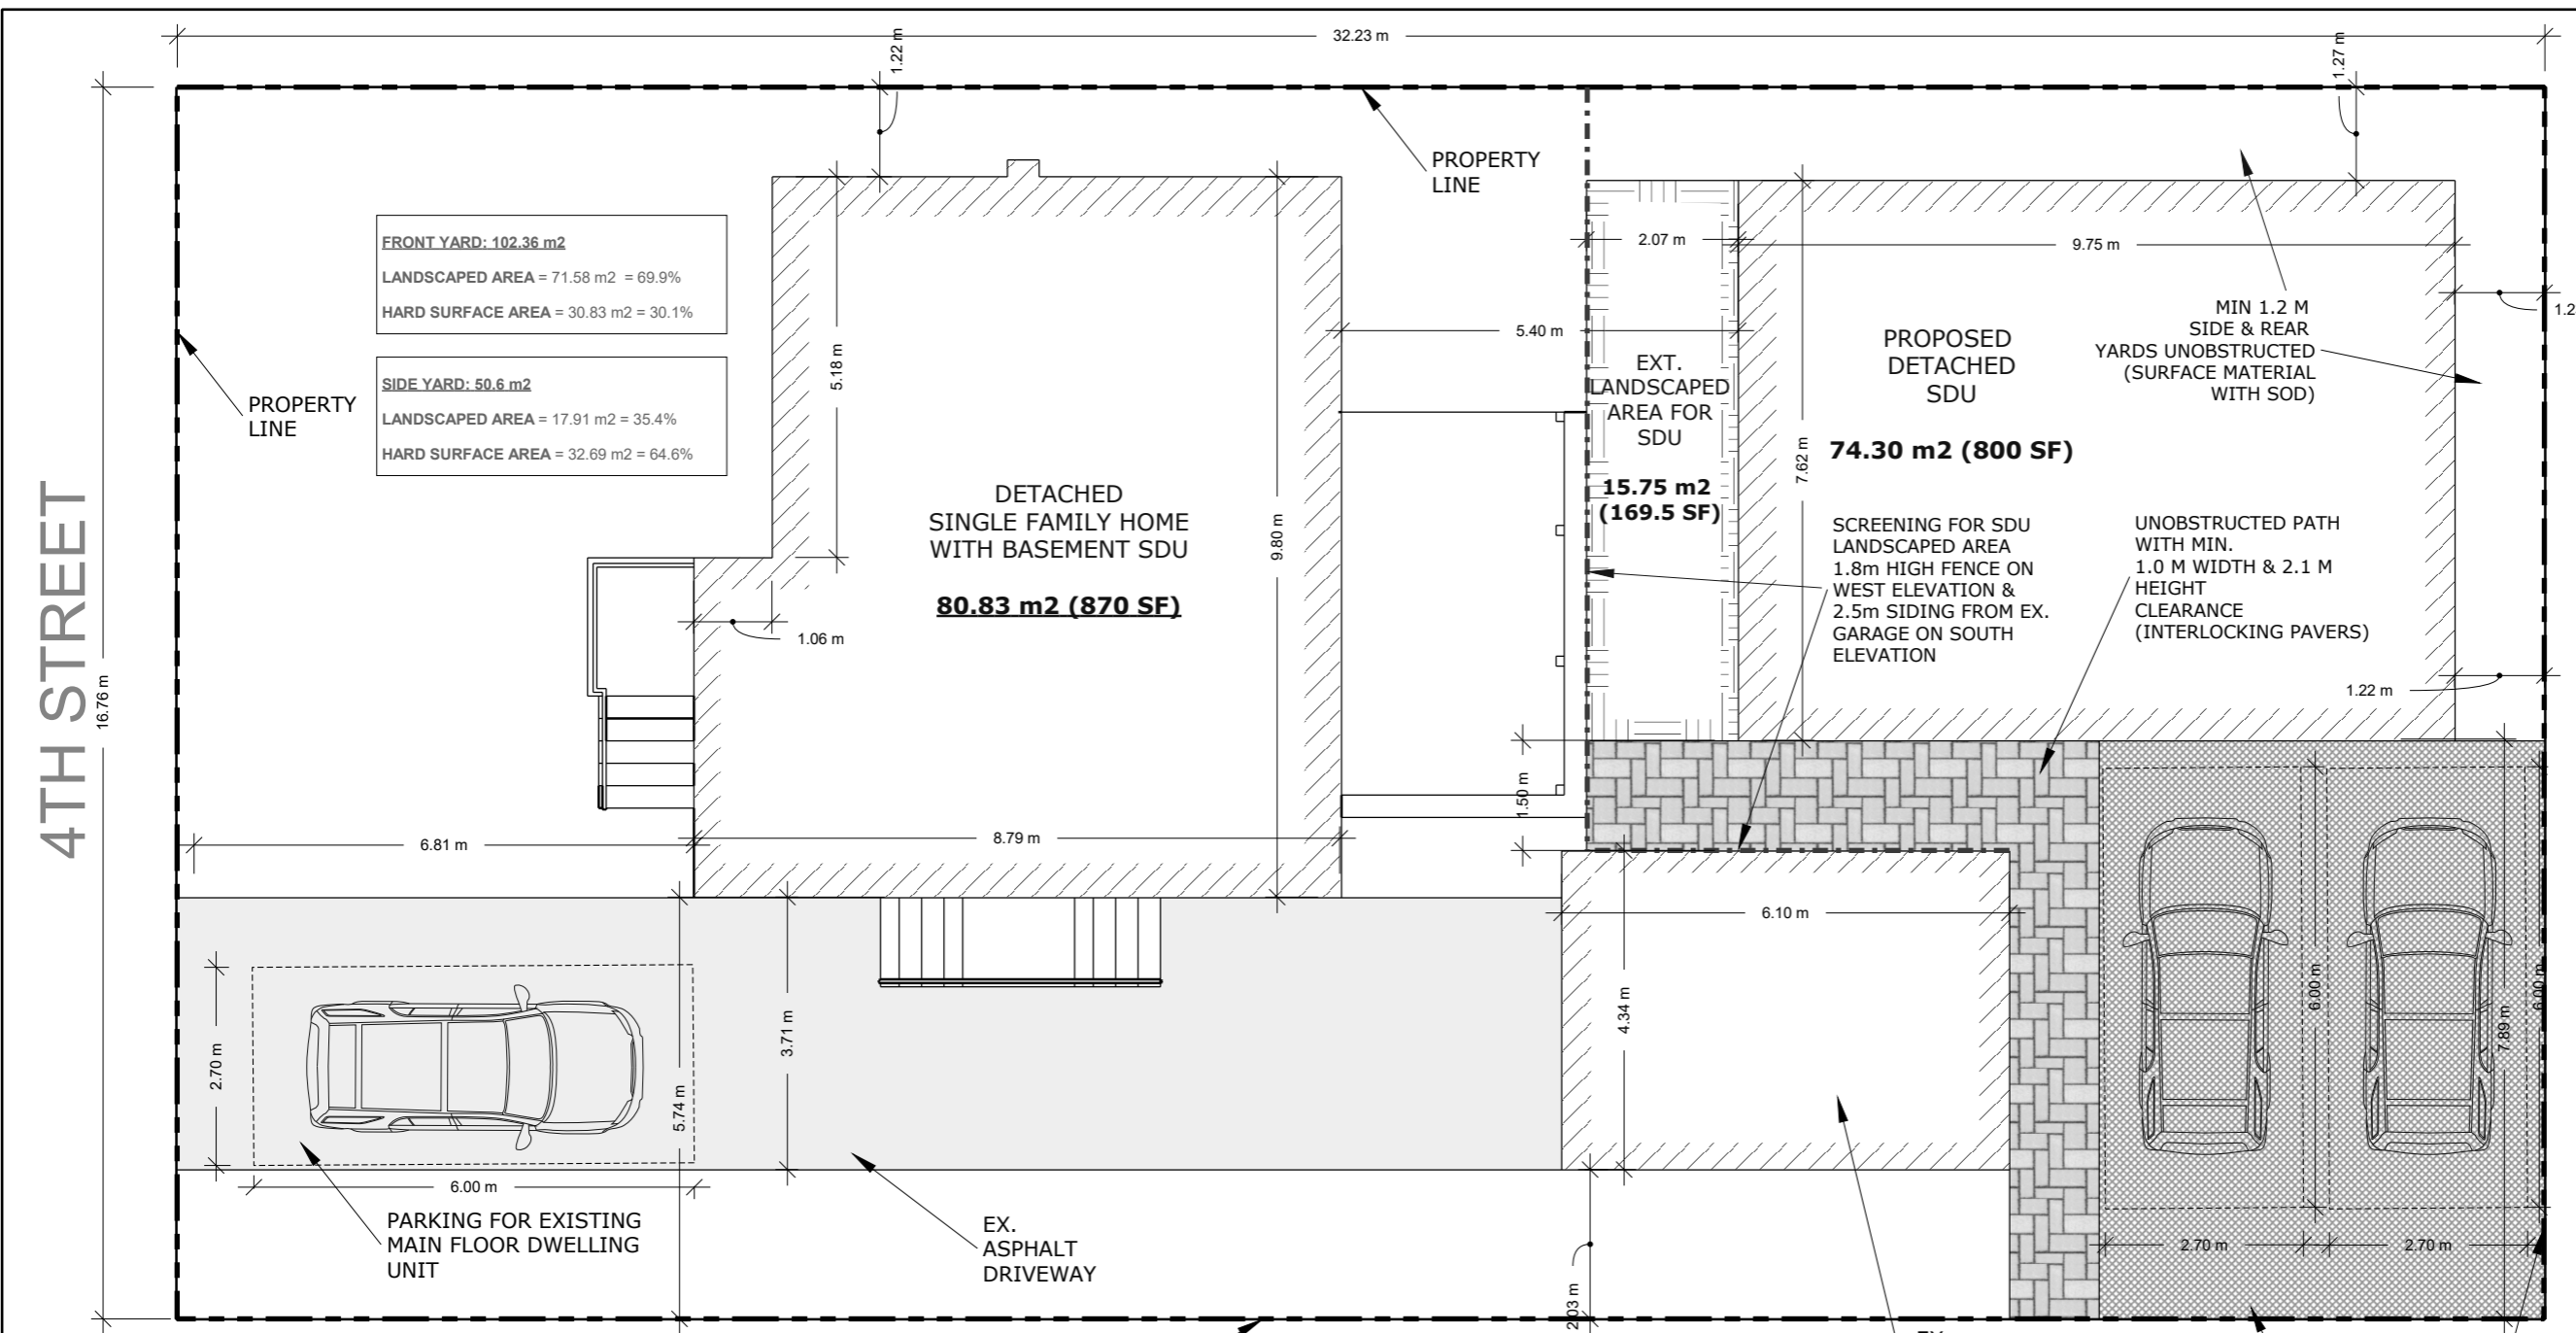 32.23 m
1.22 m
1.27 m
PROPERTY
LINE
FRONT YARD: 102.36 m2
LANDSCAPED AREA = 71.58 m2 = 69.9%
HARD SURFACE AREA = 30.83 m2 = 30.1%
SIDE YARD: 50.6 m2
LANDSCAPED AREA = 17.91 m2 = 35.4%
HARD SURFACE AREA = 32.69 m2 = 64.6%
PROPERTY
LINE
4TH STREET
16.76 m
5.18 m
DETACHED
SINGLE FAMILY HOME
WITH BASEMENT SDU
80.83 m2 (870 SF)
9.80 m
1.06 m
2.07 m
9.75 m
5.40 m
EXT.
LANDSCAPED
AREA FOR
SDU
15.75 m2
(169.5 SF)
PROPOSED
DETACHED
SDU
74.30 m2 (800 SF)
7.62 m
MIN 1.2 M
SIDE & REAR
YARDS UNOBSTRUCTED
(SURFACE MATERIAL
WITH SOD)
1.2
SCREENING FOR SDU
LANDSCAPED AREA
1.8m HIGH FENCE ON
WEST ELEVATION &
2.5m SIDING FROM EX.
GARAGE ON SOUTH
ELEVATION
UNOBSTRUCTED PATH
WITH MIN.
1.0 M WIDTH & 2.1 M
HEIGHT
CLEARANCE
(INTERLOCKING PAVERS)
1.22 m
1.50 m
6.81 m
8.79 m
6.10 m
2.70 m
3.71 m
5.74 m
4.34 m
6.00 m
7.89 m
6.00 m
6.00 m
2.70 m
2.70 m
PARKING FOR EXISTING
MAIN FLOOR DWELLING
UNIT
EX.
ASPHALT
DRIVEWAY
2.03 m